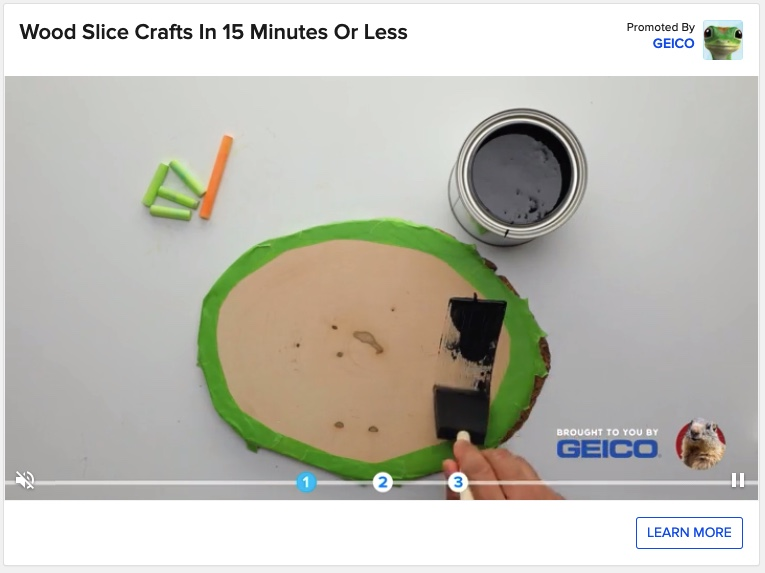 Wood Slice Crafts In 15 Minutes Or Less
Promoted By
GEICO
BROUGHT TO YOU BY
GEICO
1 2 3
LEARN MORE